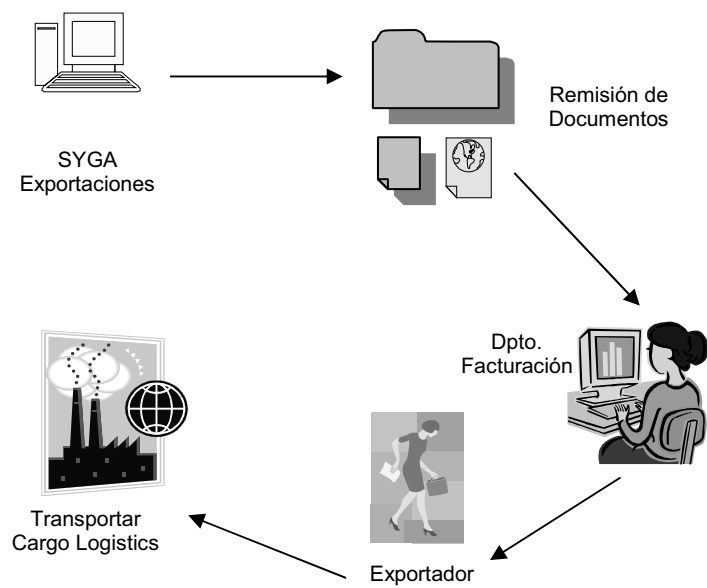 SYGA
Exportaciones
Remisión de
Documentos
Dpto.
Facturación
Exportador
Transportar
Cargo Logistics